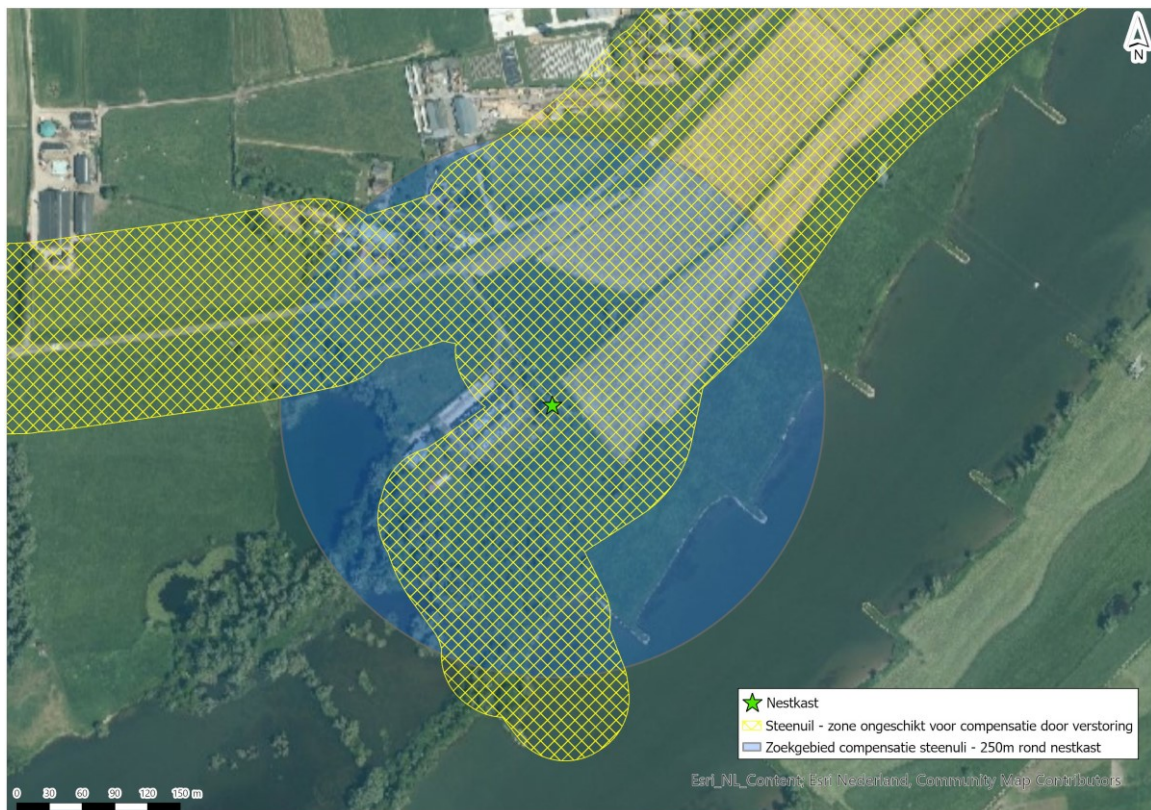 N
Nestkast
Steenuil - zone ongeschikt voor compensatie door verstoring
Zoekgebied compensatie steenuli - 250m rond nestkast
Esri_NL_Content, Esri Nederland, Community Map Contributors
0 30 60 90 120 150 m